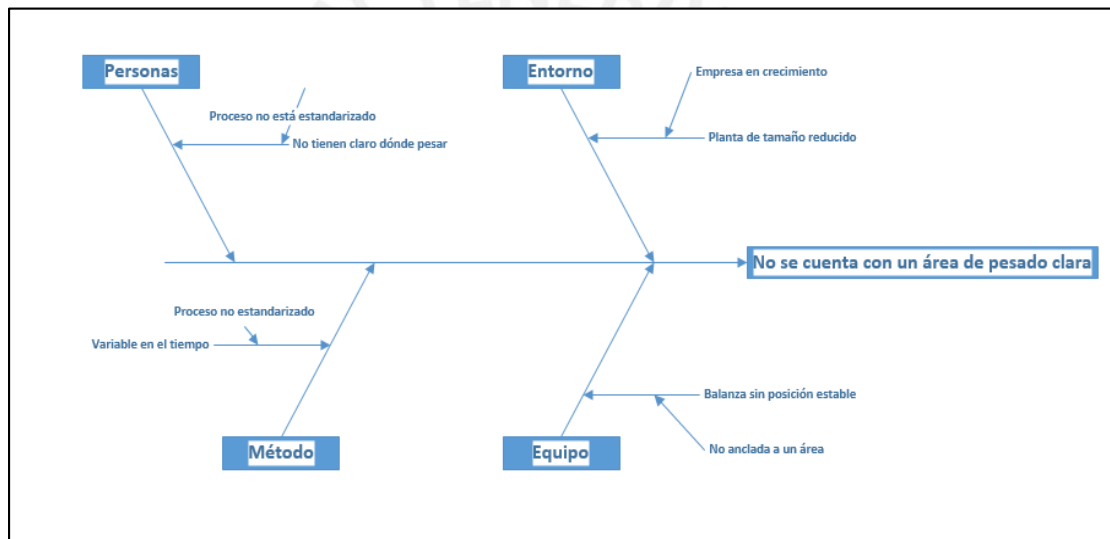 Personas
Entorno
Empresa en crecimiento
Proceso no está estandarizado
Planta de tamaño reducido
No tienen claro dónde pesar
No se cuenta con un área de pesado clara
Proceso no estandarizado
Variable en el tiempo
Balanza sin posición estable
Método
Equipo
No anclada a un área